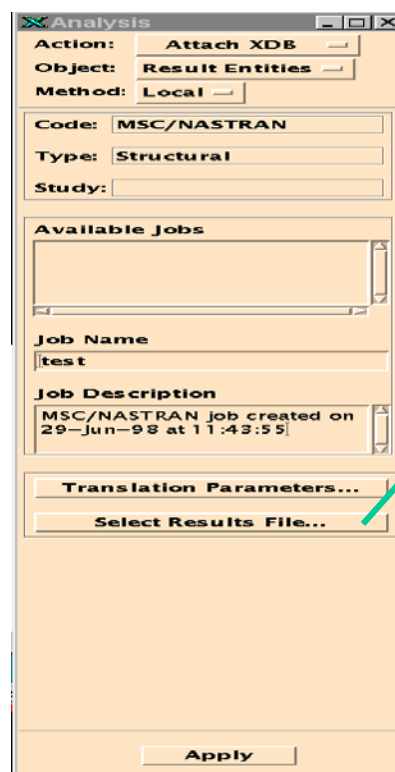 Analysis
Action: Attach XDB
Object: Result Entities
Method: Local
Code: MSC/NASTRAN
Type: Structural
Study:
Available Jobs
Job Name
test
Job Description
MSC/NASTRAN job created on
29-Jun-98 at 11:43:55
Translation Parameters...
Select Results File...
Apply